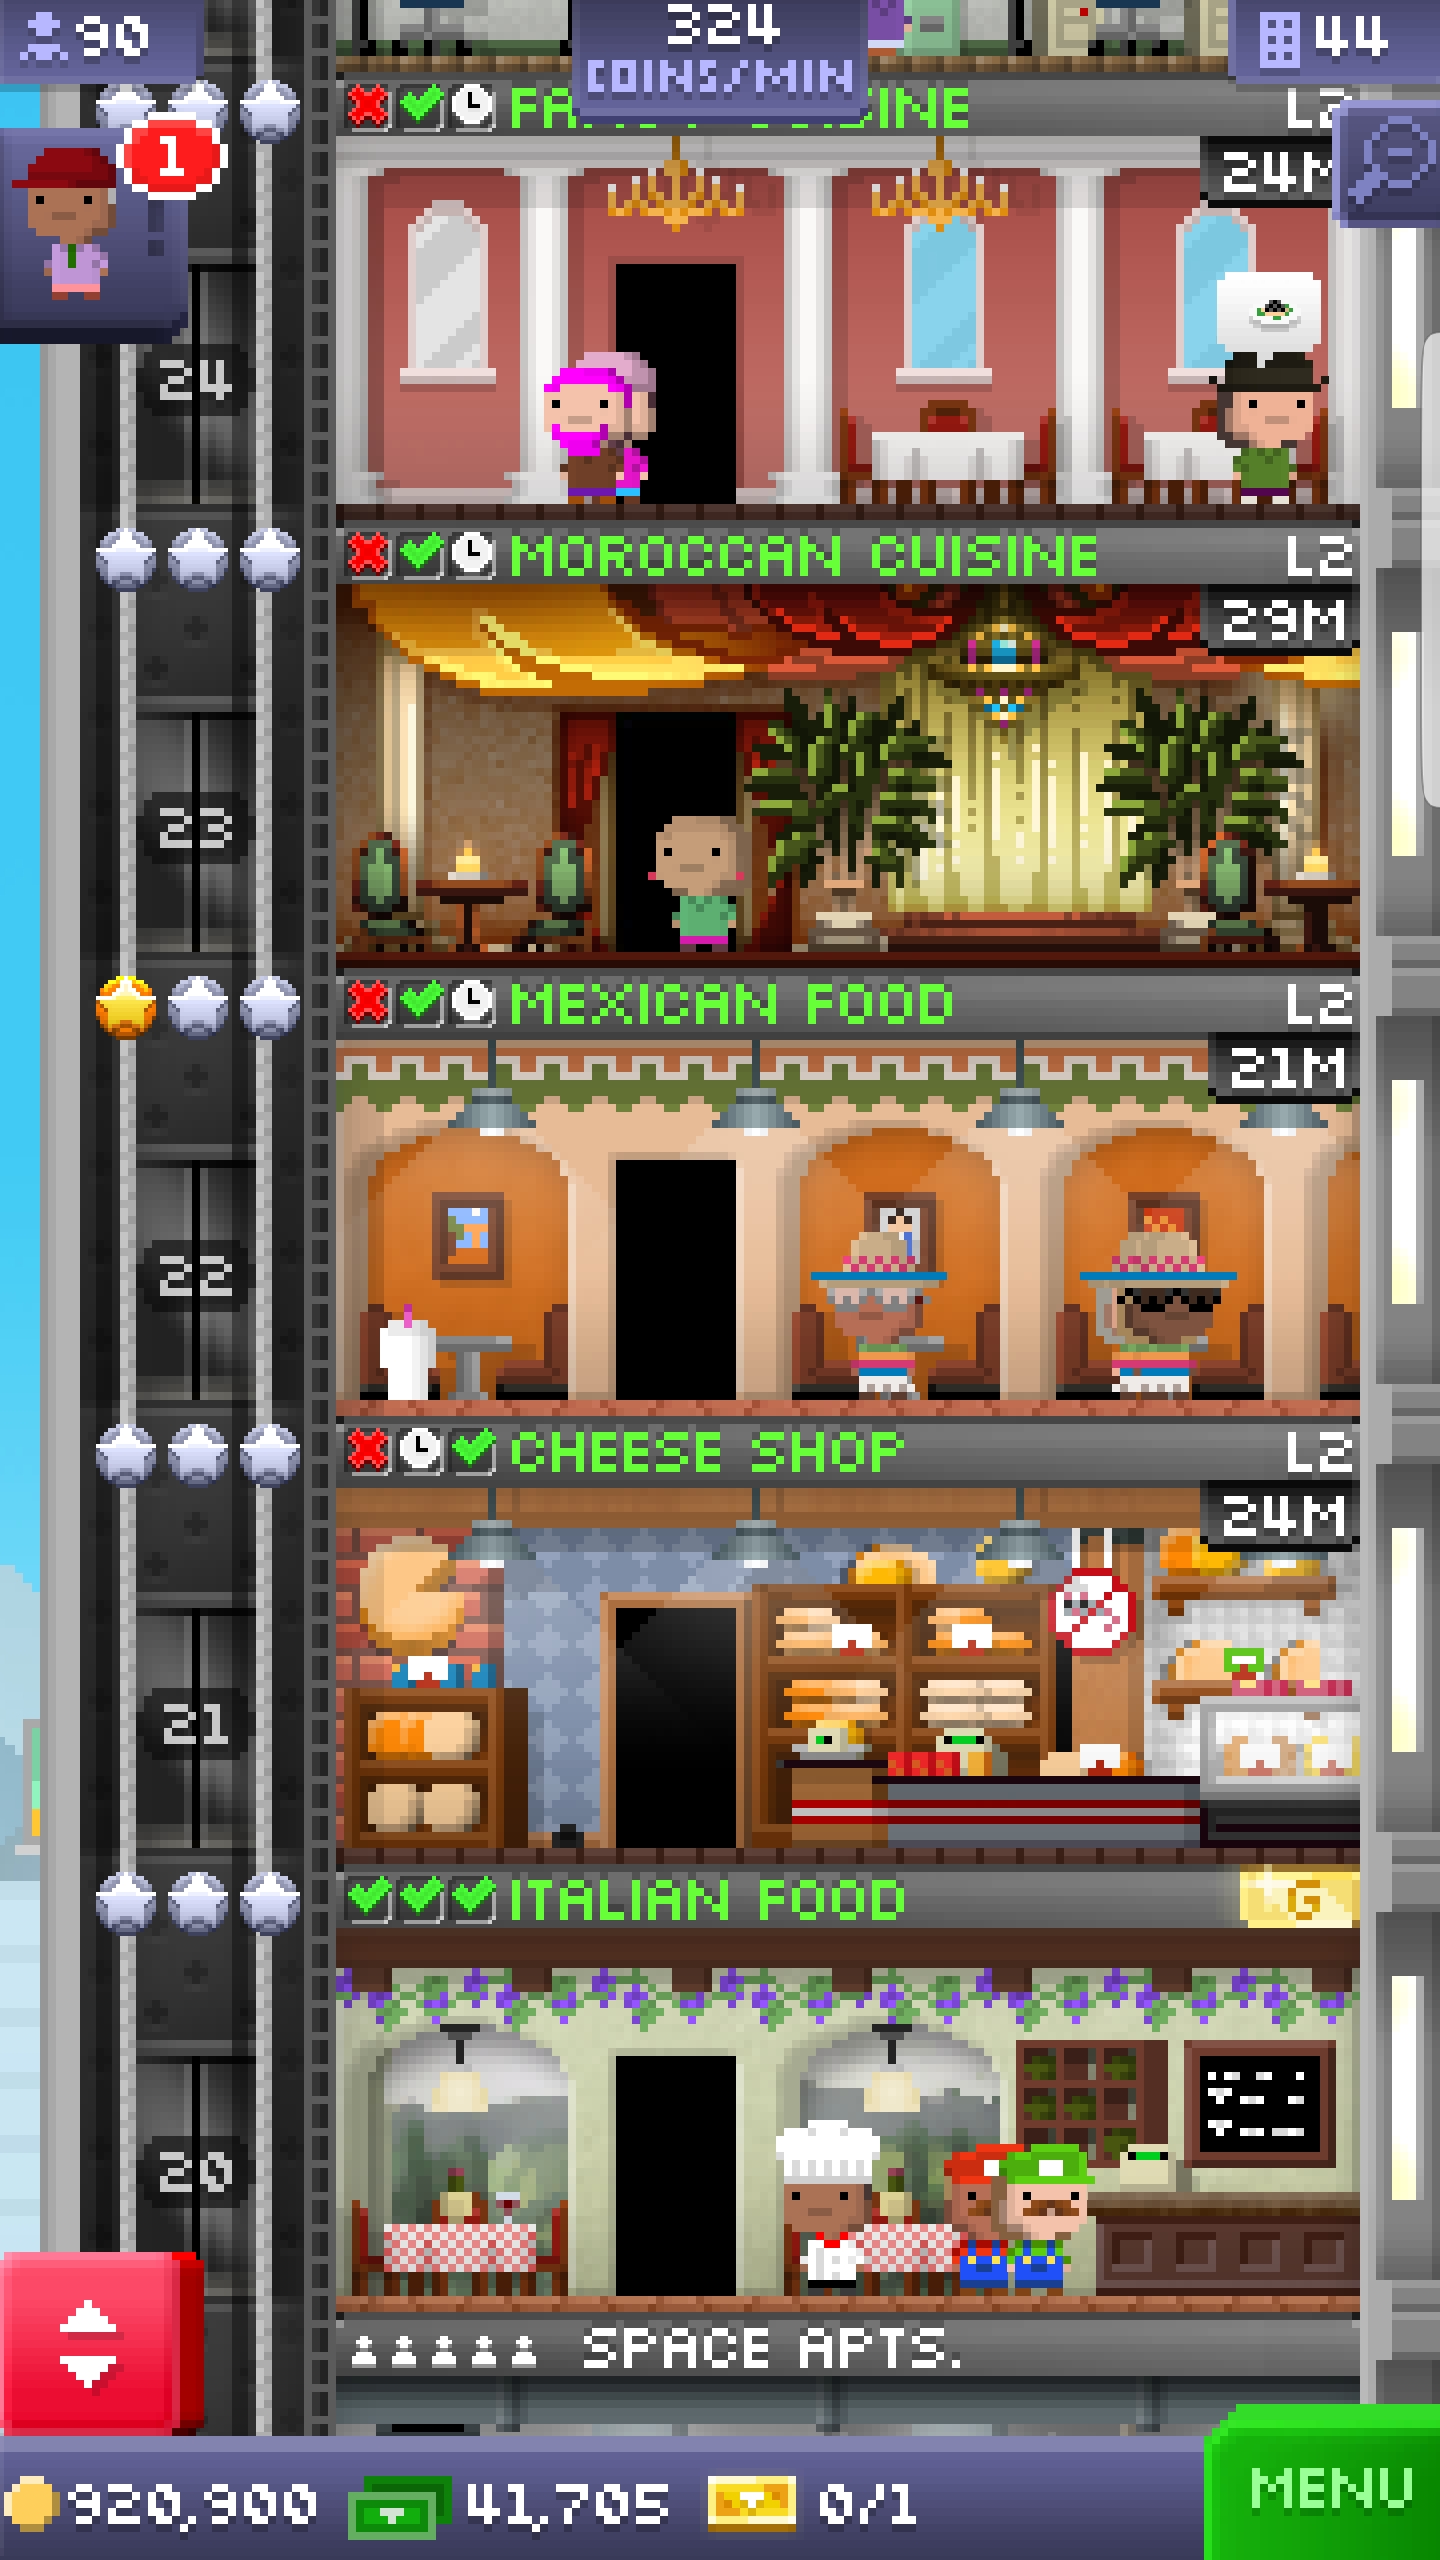 90
324
COINS/MIN
44
1
L2
24M
24
MOROCCAN CUISINE
L2
29M
23
MEXICAN FOOD
L2
21M
22
CHEESE SHOP
L2
24M
21
ITALIAN FOOD
G
20
SPACE APTS.
920,900
41,705
0/1
MENU